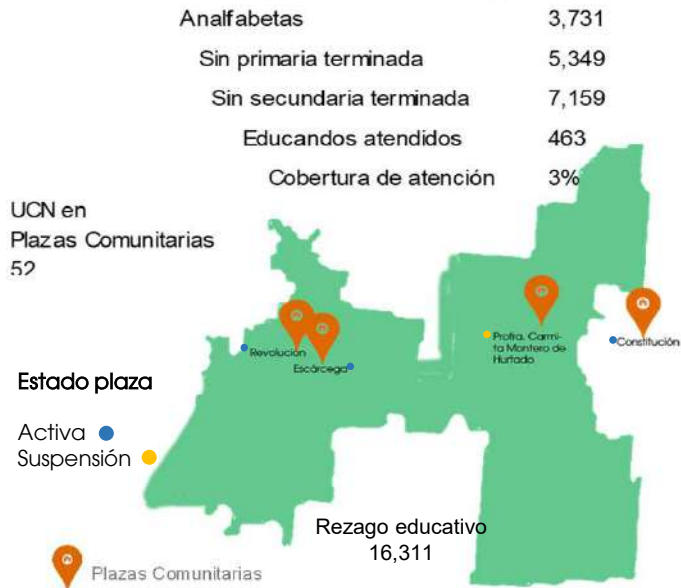 Analfabetas 3,731
Sin primaria terminada 5,349
Sin secundaria terminada 7,159
Educandos atendidos 463
Cobertura de atención 3%
UCN en
Plazas Comunitarias
52
Revolución
Escárcega
Profra. Carmi-
ta Montero de
Hurtado
Constitución
Estado plaza
Activa
Suspensión
Rezago educativo
16,311
Plazas Comunitarias